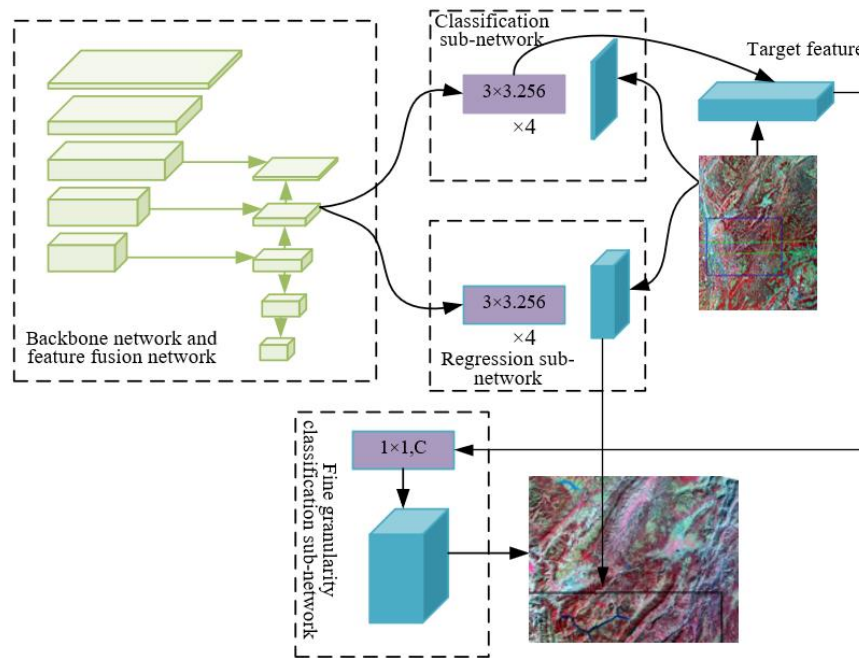 Classification
sub-network
3×3.256
×4
Target feature
Backbone network and
feature fusion network
3×3.256
×4
Regression sub-
network
Fine granularity
classification sub-network
1×1,C